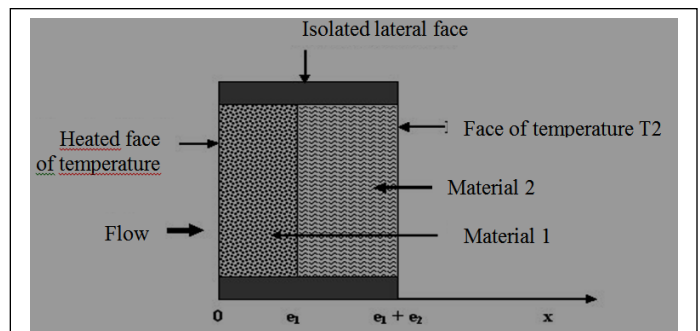 Isolated lateral face
Heated face
of temperature
Face of temperature T2
Material 2
Flow
Material 1
0
e₁
e₁ + e₂
x